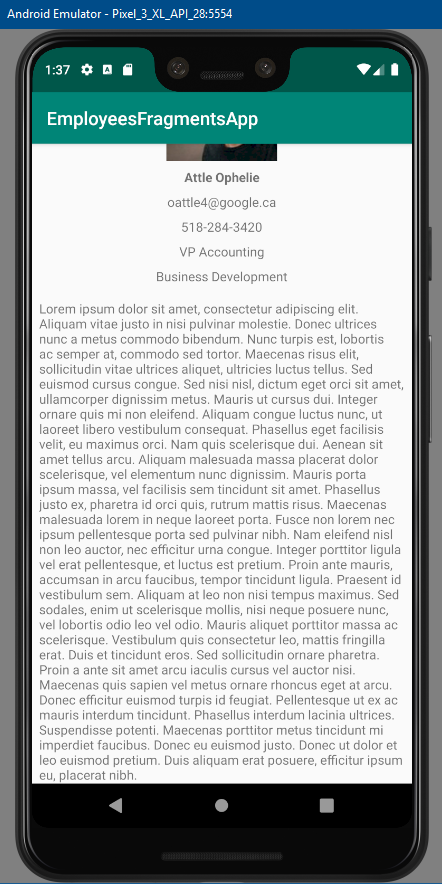 Android Emulator - Pixel_3_XL_API_28:5554
1:37
EmployeesFragmentsApp
Attle Ophelie
oattle4@google.ca
518-284-3420
VP Accounting
Business Development
Lorem ipsum dolor sit amet, consectetur adipiscing elit.
Aliquam vitae justo in nisi pulvinar molestie. Donec ultrices
nunc a metus commodo bibendum. Nunc turpis est, lobortis
ac semper at, commodo sed tortor. Maecenas risus elit,
sollicitudin vitae ultrices aliquet, ultricies luctus tellus. Sed
euismod cursus congue. Sed nisi nisl, dictum eget orci sit amet,
ullamcorper dignissim metus. Mauris ut cursus dui. Integer
ornare quis mi non eleifend. Aliquam congue luctus nunc, ut
laoreet libero vestibulum consequat. Phasellus eget facilisis
velit, eu maximus orci. Nam quis scelerisque dui. Aenean sit
amet tellus arcu. Aliquam malesuada massa placerat dolor
scelerisque, vel elementum nunc dignissim. Mauris porta
ipsum massa, vel facilisis sem tincidunt sit amet. Phasellus
justo ex, pharetra id orci quis, rutrum mattis risus. Maecenas
malesuada lorem in neque laoreet porta. Fusce non lorem nec
ipsum pellentesque porta sed pulvinar nibh. Nam eleifend nisl
non leo auctor, nec efficitur urna congue. Integer porttitor ligula
vel erat pellentesque, et luctus est pretium. Proin ante mauris,
accumsan in arcu faucibus, tempor tincidunt ligula. Praesent id
vestibulum sem. Aliquam at leo non nisi tempus maximus. Sed
sodales, enim ut scelerisque mollis, nisi neque posuere nunc,
vel lobortis odio leo vel odio. Mauris aliquet porttitor massa ac
scelerisque. Vestibulum quis consectetur leo, mattis fringilla
erat. Duis et tincidunt eros. Sed sollicitudin ornare pharetra.
Proin a ante sit amet arcu iaculis cursus vel auctor nisi.
Maecenas quis sapien vel metus ornare rhoncus eget at arcu.
Donec efficitur euismod turpis id feugiat. Pellentesque ut ex ac
mauris interdum tincidunt. Phasellus interdum lacinia ultrices.
Suspendisse potenti. Maecenas porttitor metus tincidunt mi
imperdiet faucibus. Donec eu euismod justo. Donec ut dolor et
leo euismod pretium. Duis aliquam erat posuere, efficitur ipsum
eu, placerat nibh.